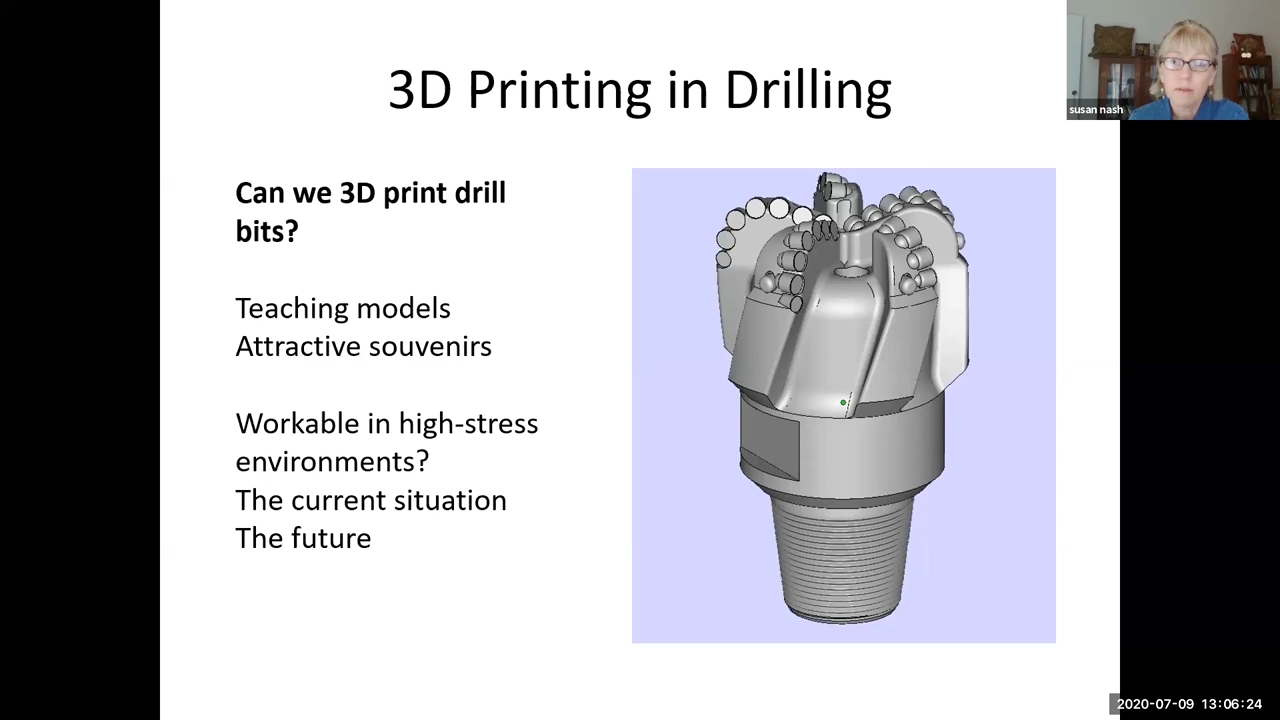 3D Printing in Drilling
susan nash
Can we 3D print drill
bits?
Teaching models
Attractive souvenirs
Workable in high-stress
environments?
The current situation
The future
2020-07-09 13:06:24